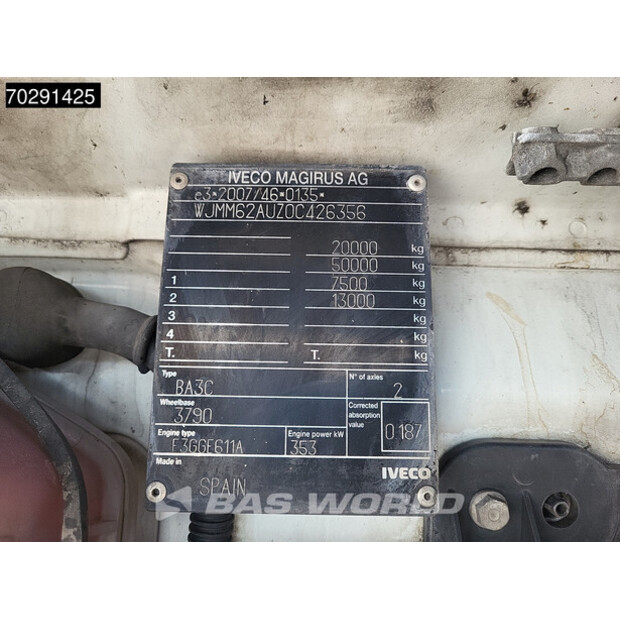 70291425
IVECO MAGIRUS AG
e3*2007/46*0135*
WJMM62AUZ0C426356
20000 kg
50000 kg
1 7500 kg
2 13000 kg
3 kg
4 kg
T. T. kg
Type
BA3C
N° of axles
2
Wheelbase
3790
Corrected absorption value
0.187
Engine type
F3GGE611A
Engine power kW
353
Made in
SPAIN
IVECO
BAS WORLD